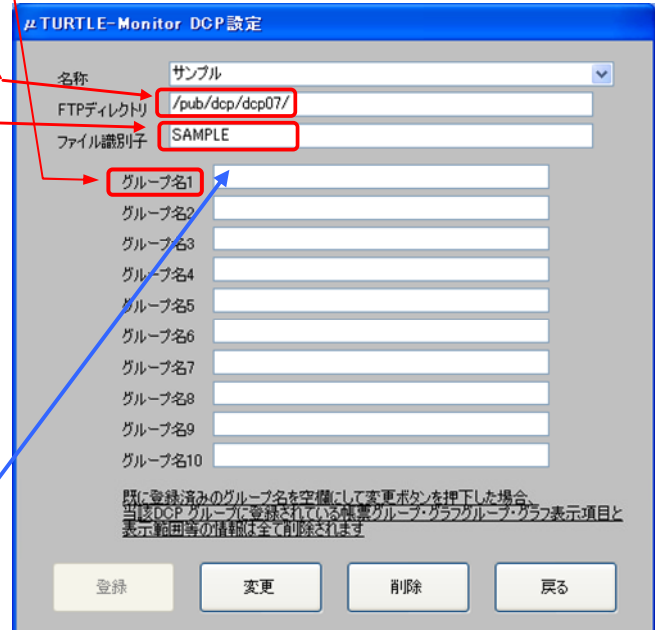 μTURTLE-Monitor DCP設定
名称 サンプル
FTPディレクトリ /pub/dcp/dcp07/
ファイル識別子 SAMPLE
グループ名1
グループ名2
グループ名3
グループ名4
グループ名5
グループ名6
グループ名7
グループ名8
グループ名9
グループ名10
既に登録済みのグループ名を空欄にして変更ボタンを押下した場合、
当該DCPグループに登録されている帳票グループ・グラフグループ・グラフ表示項目と
表示範囲等の情報は全て削除されます
登録 変更 削除 戻る